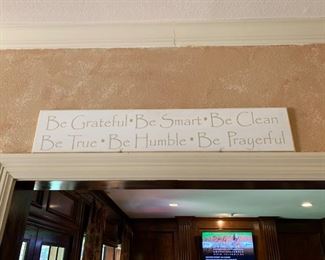 Be Grateful • Be Smart • Be Clean
Be True • Be Humble • Be Prayerful